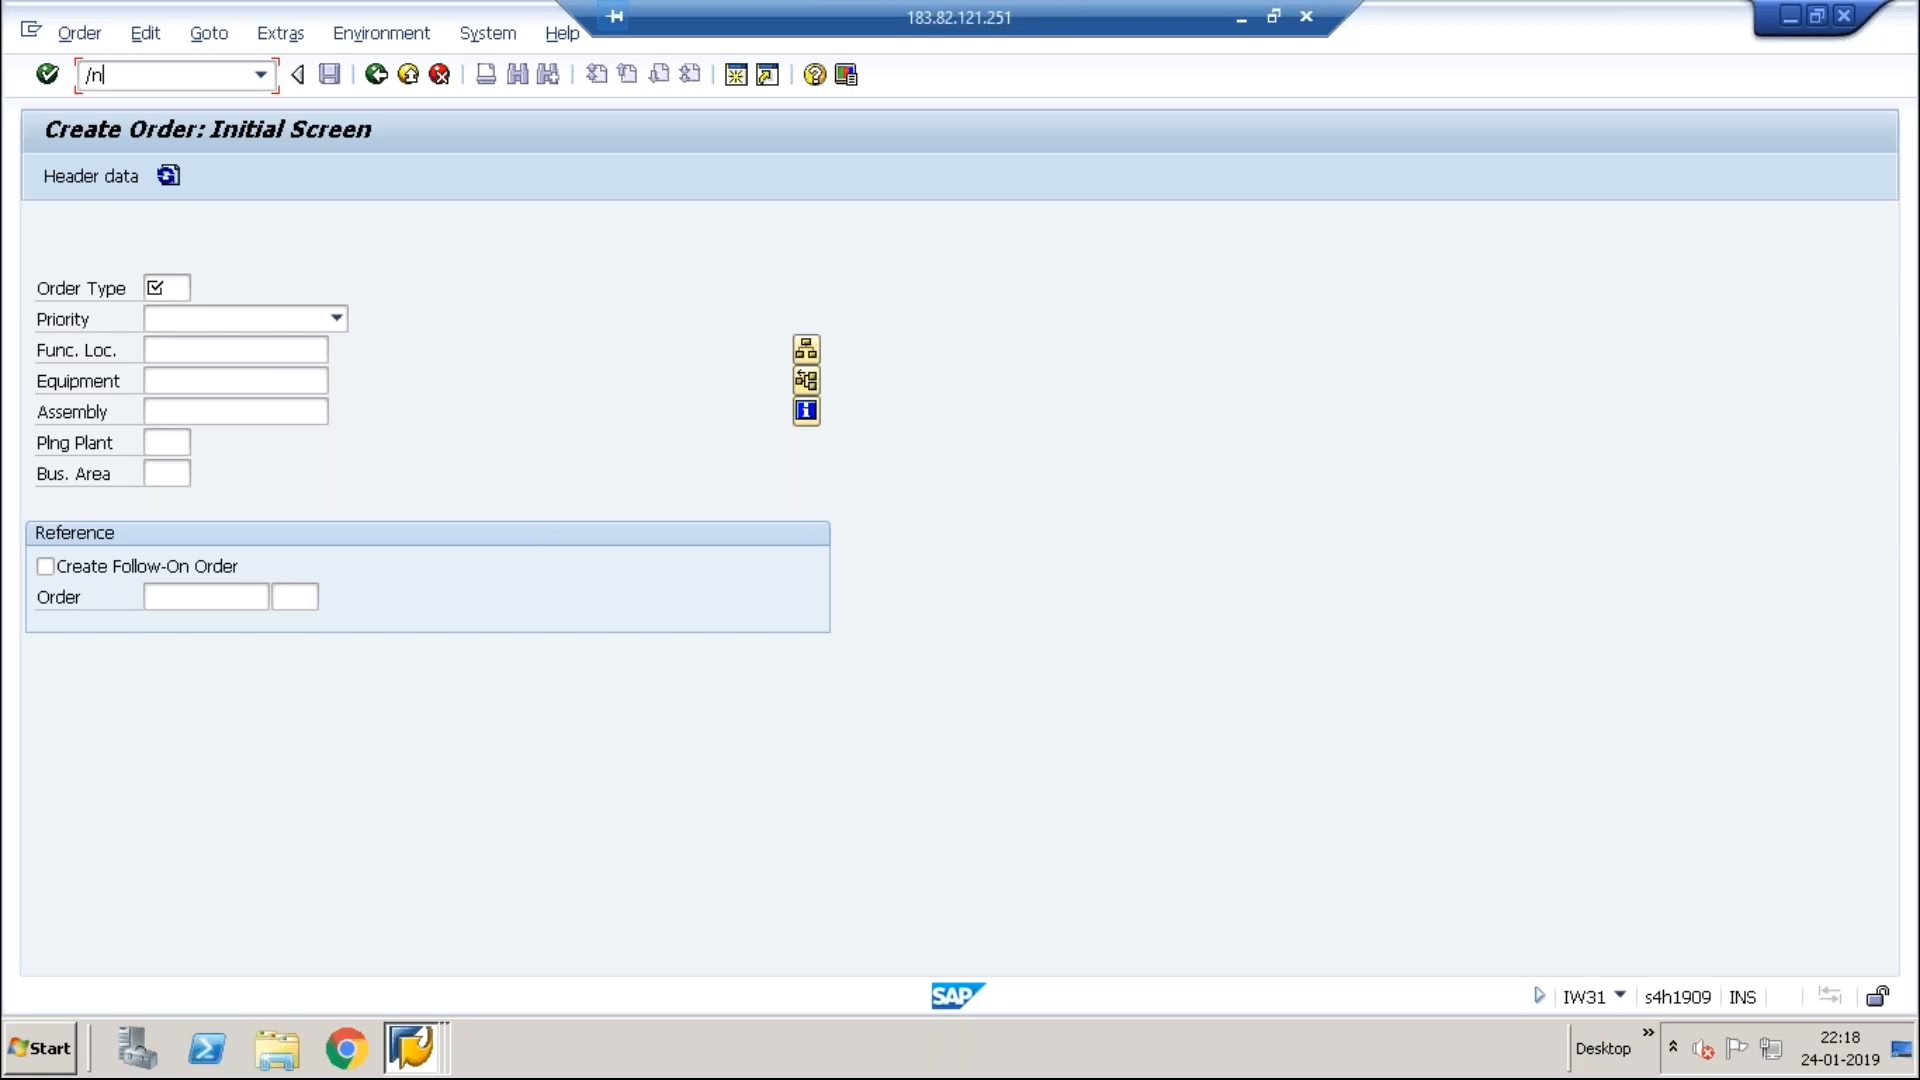 183.82.121.251
Order Edit Goto Extras Environment System Help
/n
Create Order: Initial Screen
Header data
Order Type
Priority
Func. Loc.
Equipment
Assembly
Plng Plant
Bus. Area
Reference
Create Follow-On Order
Order
SAP
IW31 s4h1909 INS
Start
Desktop
22:18
24-01-2019